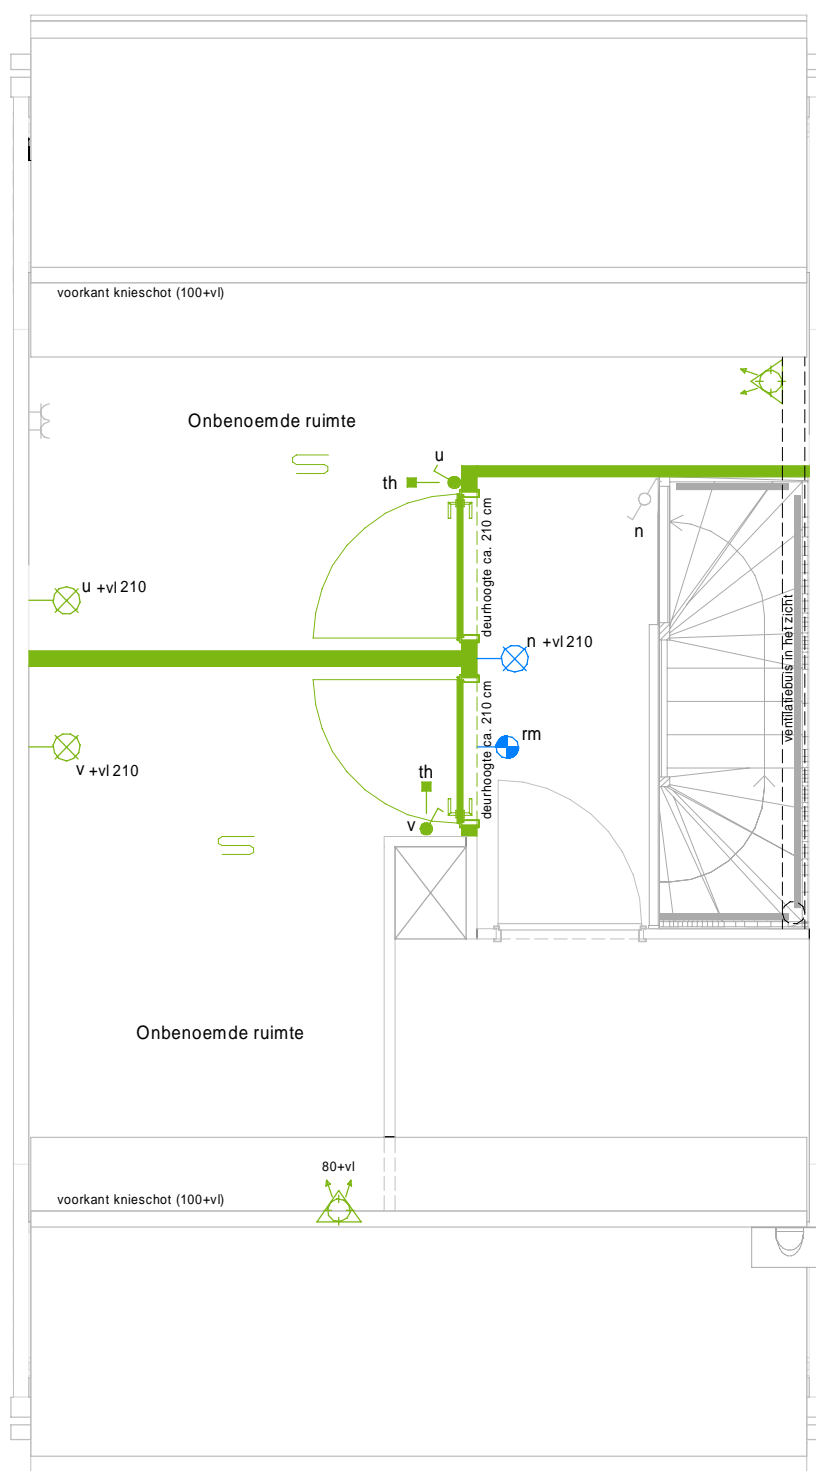 voorkant knieschot (100+vl)
Onbenoemde ruimte
u
th
deurhoogte ca. 210 cm
n
u +vl 210
ventilatiebuis in het zicht
n +vl 210
deurhoogte ca. 210 cm
rm
v +vl 210
th
v
Onbenoemde ruimte
80+vl
voorkant knieschot (100+vl)